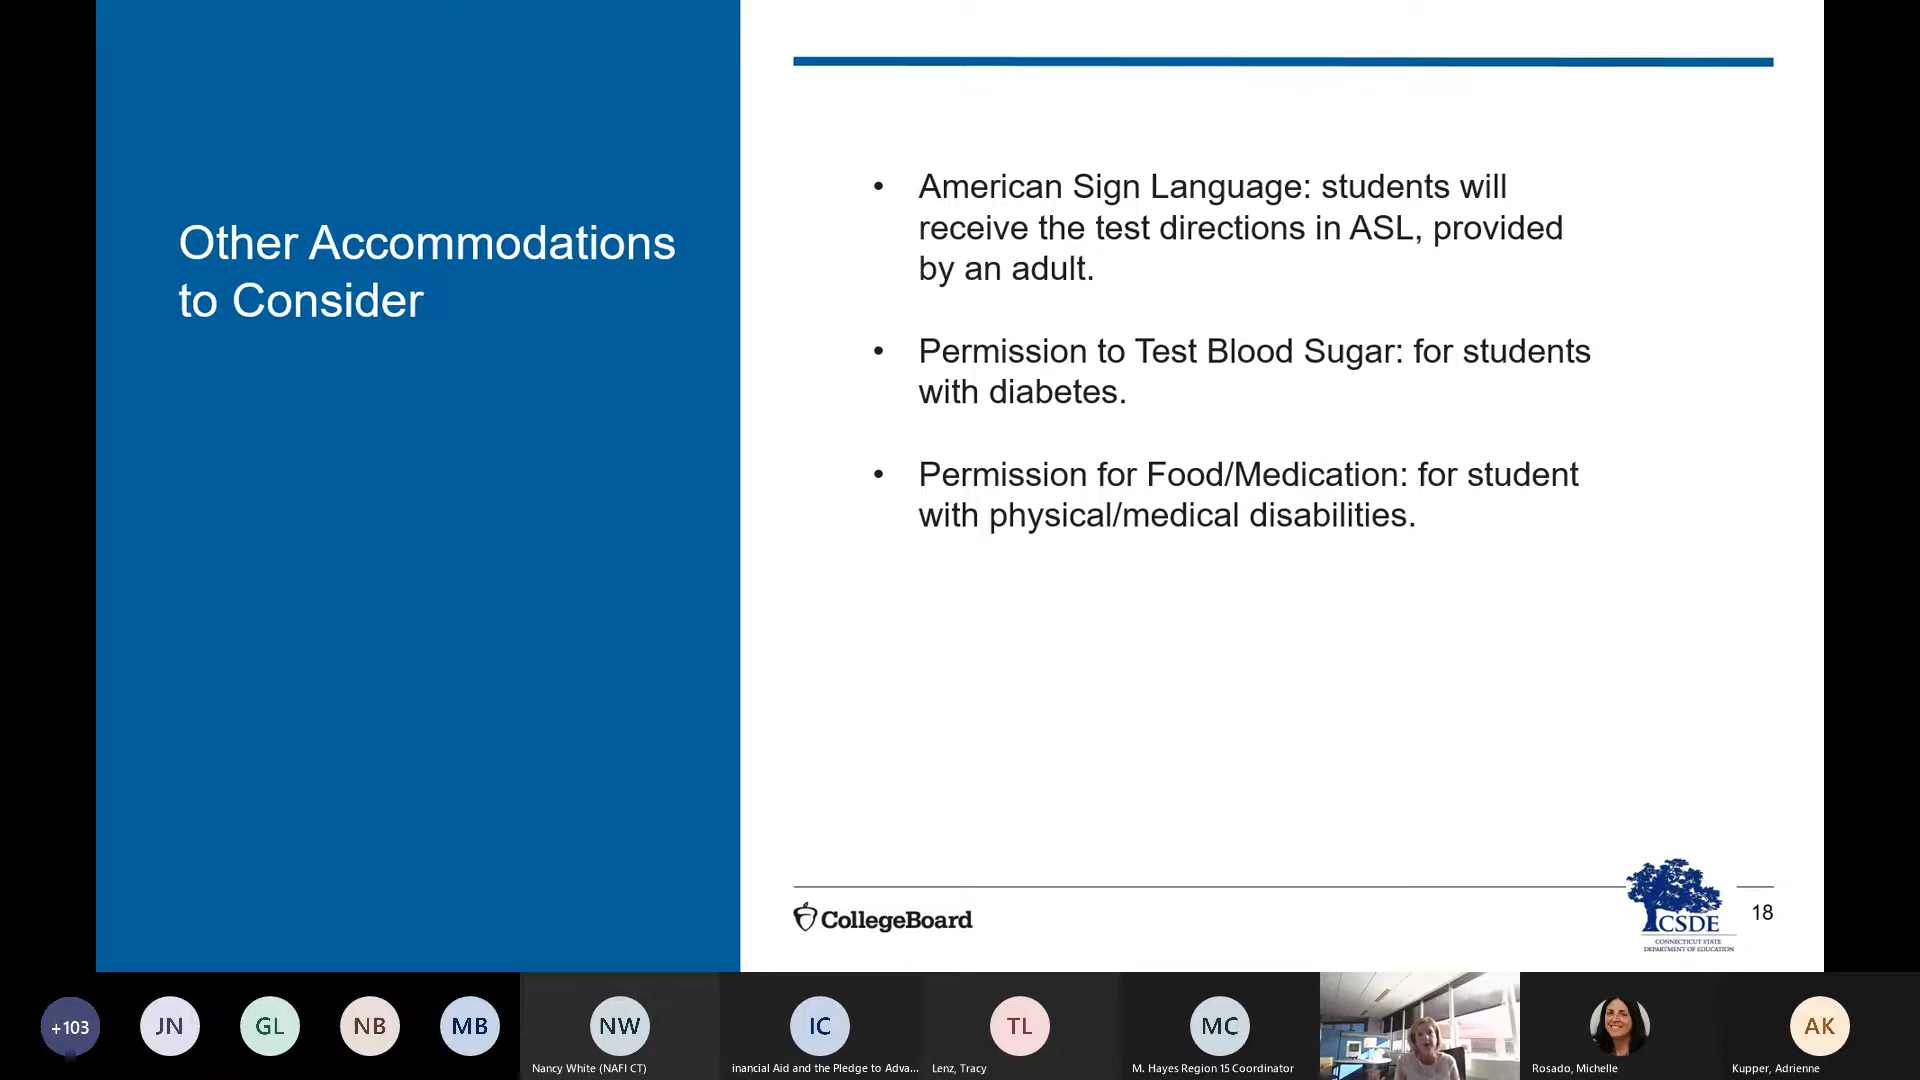 Other Accommodations
to Consider
• American Sign Language: students will
receive the test directions in ASL, provided
by an adult.
• Permission to Test Blood Sugar: for students
with diabetes.
• Permission for Food/Medication: for student
with physical/medical disabilities.
CollegeBoard
CSDE
CONNECTICUT STATE
DEPARTMENT OF EDUCATION
18
+103
JN
GL
NB
MB
NW
IC
TL
MC
AK
Nancy White (NAFI CT)
inancial Aid and the Pledge to Adva...
Lenz, Tracy
M. Hayes Region 15 Coordinator
Rosado, Michelle
Kupper, Adrienne